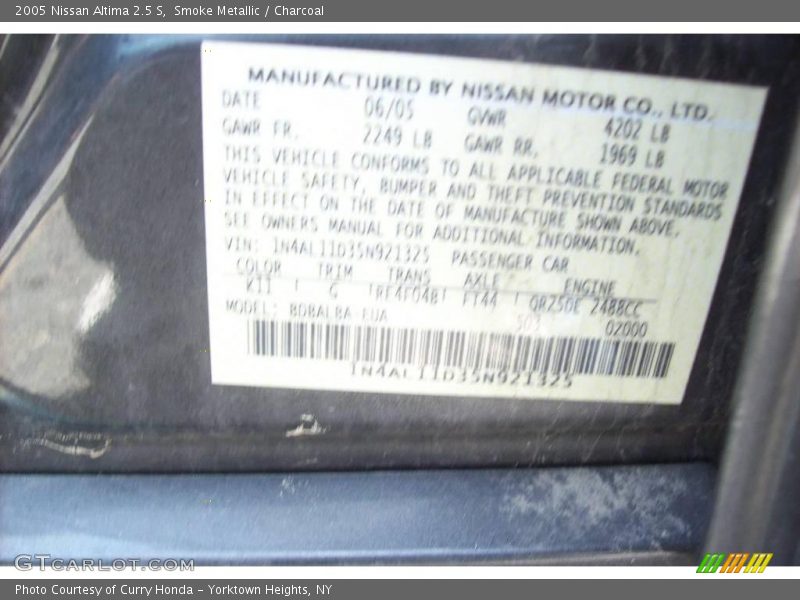 2005 Nissan Altima 2.5 S, Smoke Metallic / Charcoal
MANUFACTURED BY NISSAN MOTOR CO., LTD.
DATE 06/05 GVWR 4202 LB
GAWR FR. 2249 LB GAWR RR. 1969 LB
THIS VEHICLE CONFORMS TO ALL APPLICABLE FEDERAL MOTOR
VEHICLE SAFETY, BUMPER AND THEFT PREVENTION STANDARDS
IN EFFECT ON THE DATE OF MANUFACTURE SHOWN ABOVE.
SEE OWNERS MANUAL FOR ADDITIONAL INFORMATION.
VIN: 1N4AL11D35N921325 PASSENGER CAR
COLOR TRIM TRANS AXLE ENGINE
K11 G RE4F04B FT44 QR25DE 2488CC
MODEL: BDBALBA-EUA 02000
1N4AL11D35N921325
GTCARLOT.COM
Photo Courtesy of Curry Honda - Yorktown Heights, NY